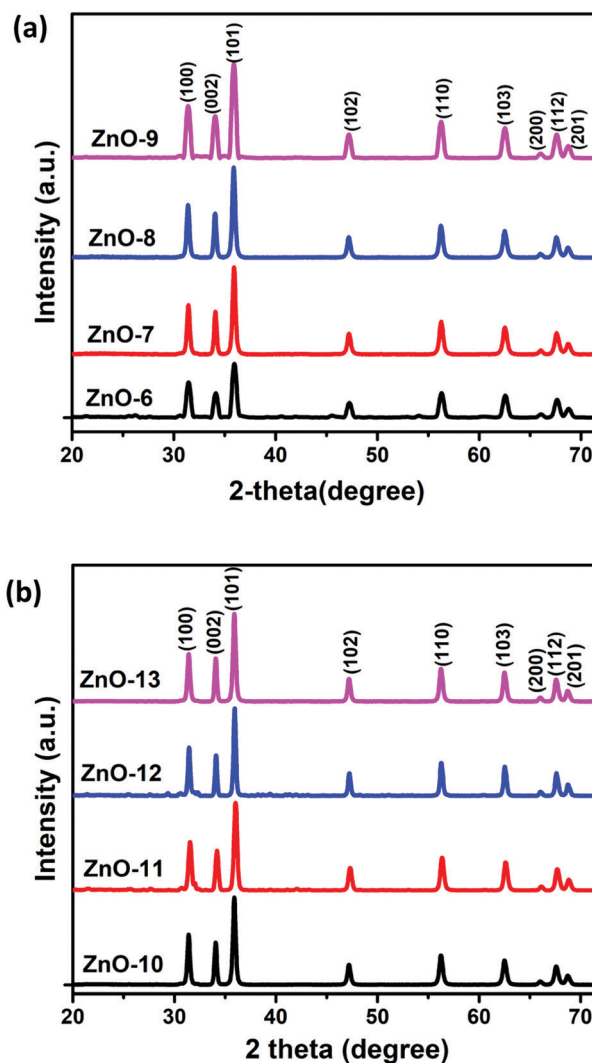 (a)
(100)
(002)
(101)
(102)
(110)
(103)
(200)
(112)
(201)
ZnO-9
ZnO-8
ZnO-7
ZnO-6
Intensity (a.u.)
20 30 40 50 60 70
2-theta(degree)
(b)
(100)
(002)
(101)
(102)
(110)
(103)
(200)
(112)
(201)
ZnO-13
ZnO-12
ZnO-11
ZnO-10
Intensity (a.u.)
20 30 40 50 60 70
2 theta (degree)